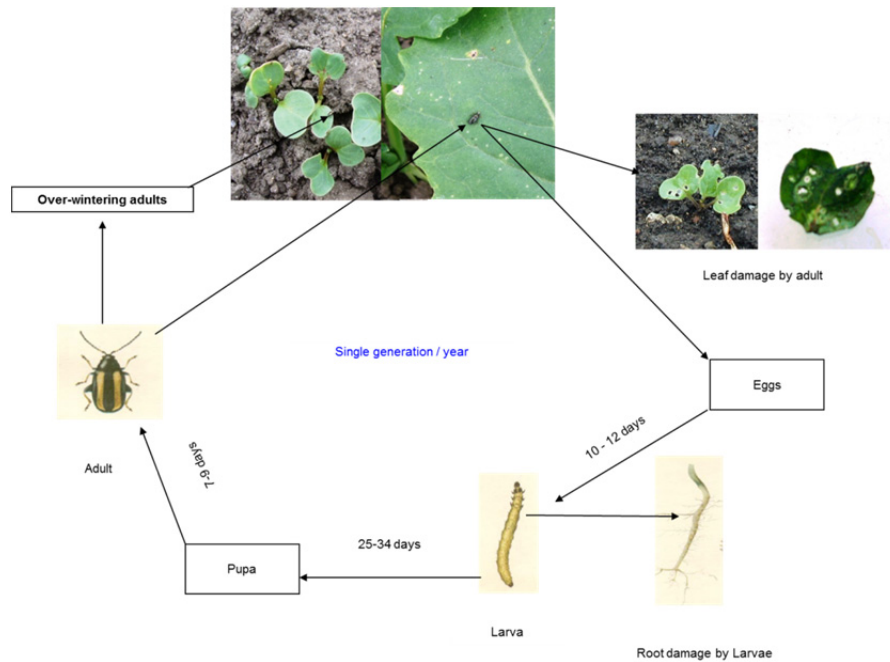 Over-wintering adults
Leaf damage by adult
Single generation / year
Eggs
10 - 12 days
Adult
7-9 days
25-34 days
Pupa
Larva
Root damage by Larvae